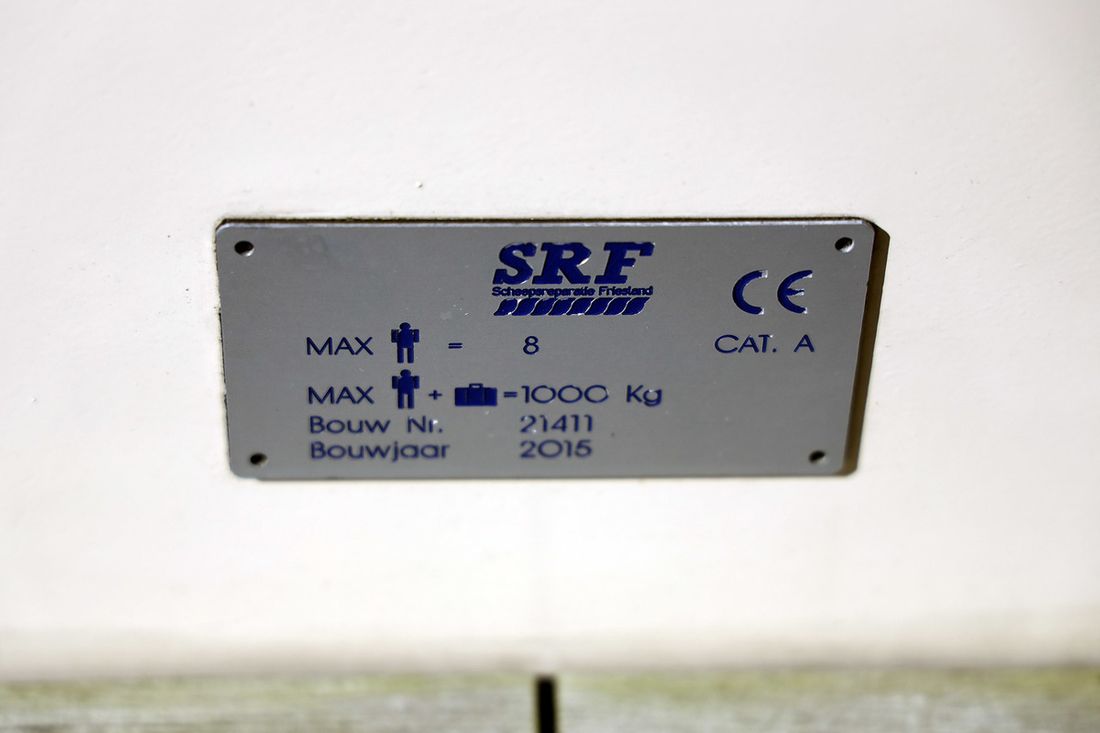 SRF
Scheepsreparatie Friesland
CE
MAX = 8
CAT. A
MAX + =1000 Kg
Bouw Nr. 21411
Bouwjaar 2015